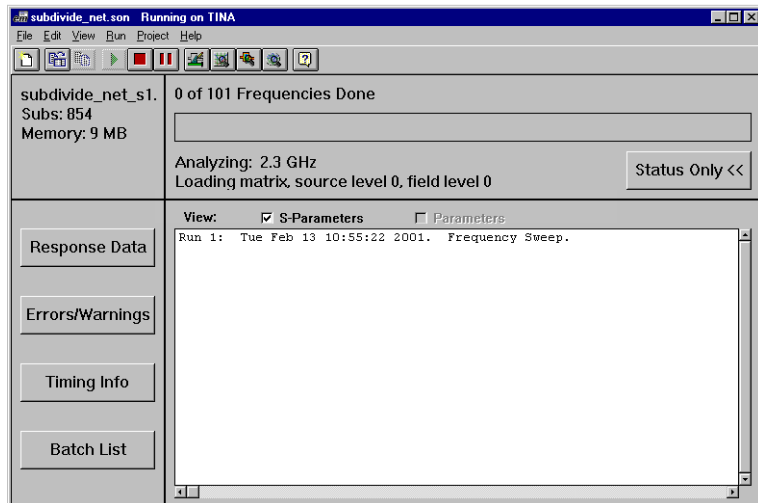 subdivide_net.son Running on TINA
File Edit View Run Project Help
subdivide_net_s1.
Subs: 854
Memory: 9 MB
0 of 101 Frequencies Done
Analyzing: 2.3 GHz
Loading matrix, source level 0, field level 0
Status Only <<
View: S-Parameters Parameters
Response Data
Errors/Warnings
Timing Info
Batch List
Run 1: Tue Feb 13 10:55:22 2001. Frequency Sweep.